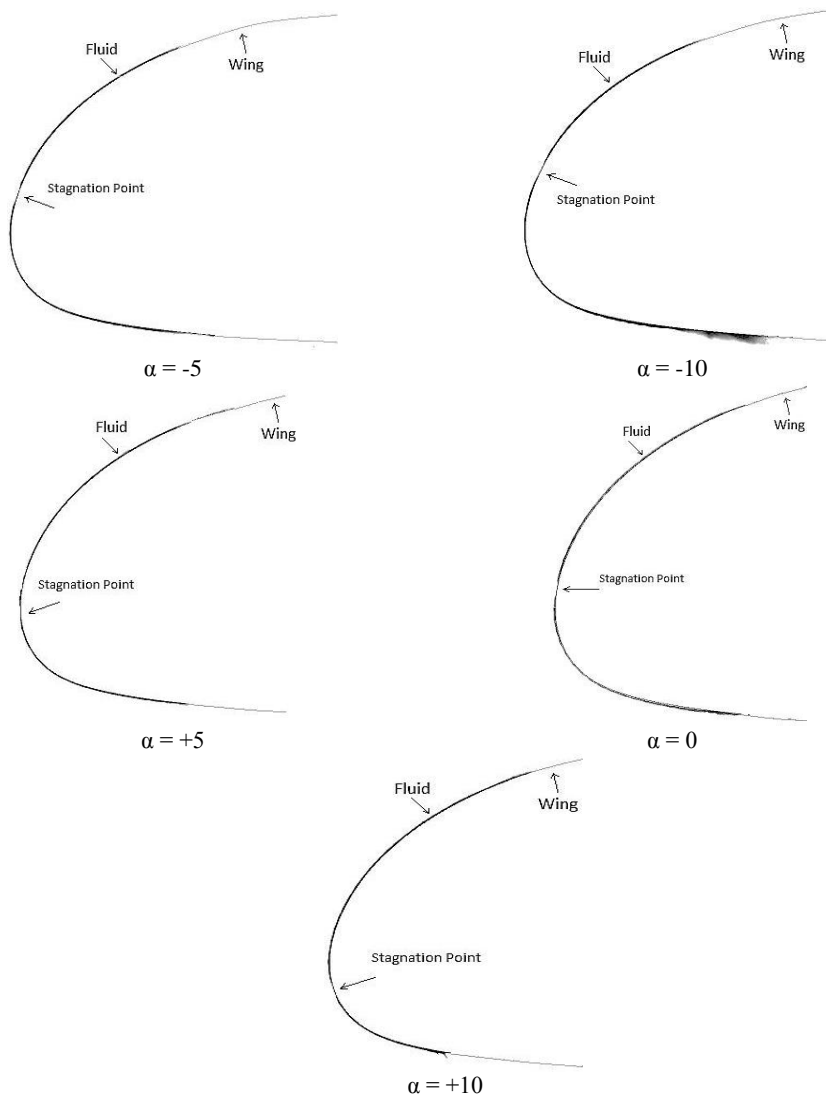 Fluid
Wing
Stagnation Point
α = -5
Fluid
Wing
Stagnation Point
α = -10
Fluid
Wing
Stagnation Point
α = +5
Fluid
Wing
Stagnation Point
α = 0
Fluid
Wing
Stagnation Point
α = +10